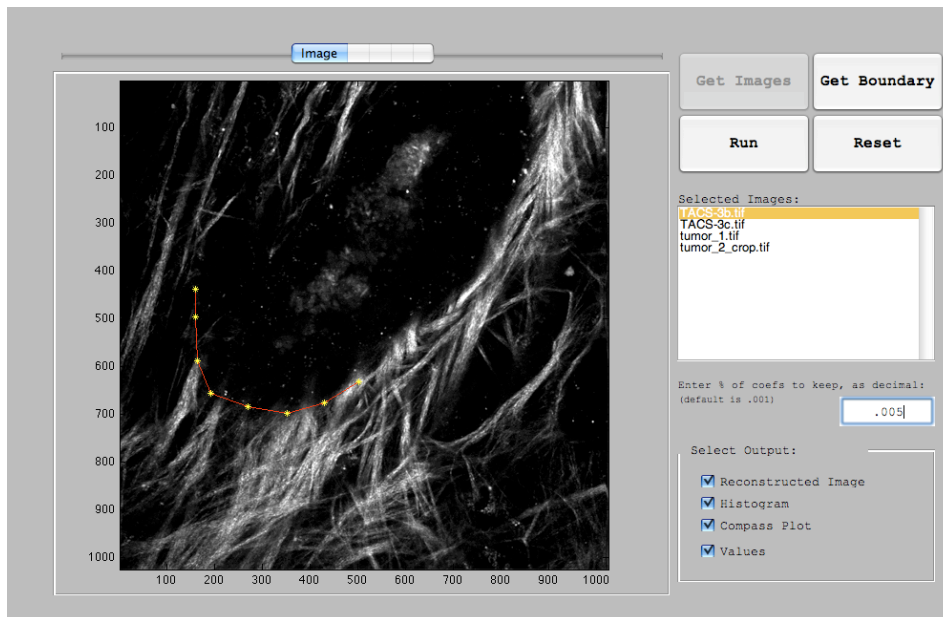 Image
Get Images
Get Boundary
Run
Reset
Selected Images:
TACS-3b.tif
TACS-3c.tif
tumor_1.tif
tumor_2_crop.tif
Enter % of coefs to keep, as decimal:
(default is .001)
.005
Select Output:
Reconstructed Image
Histogram
Compass Plot
Values
100
200
300
400
500
600
700
800
900
1000
100 200 300 400 500 600 700 800 900 1000